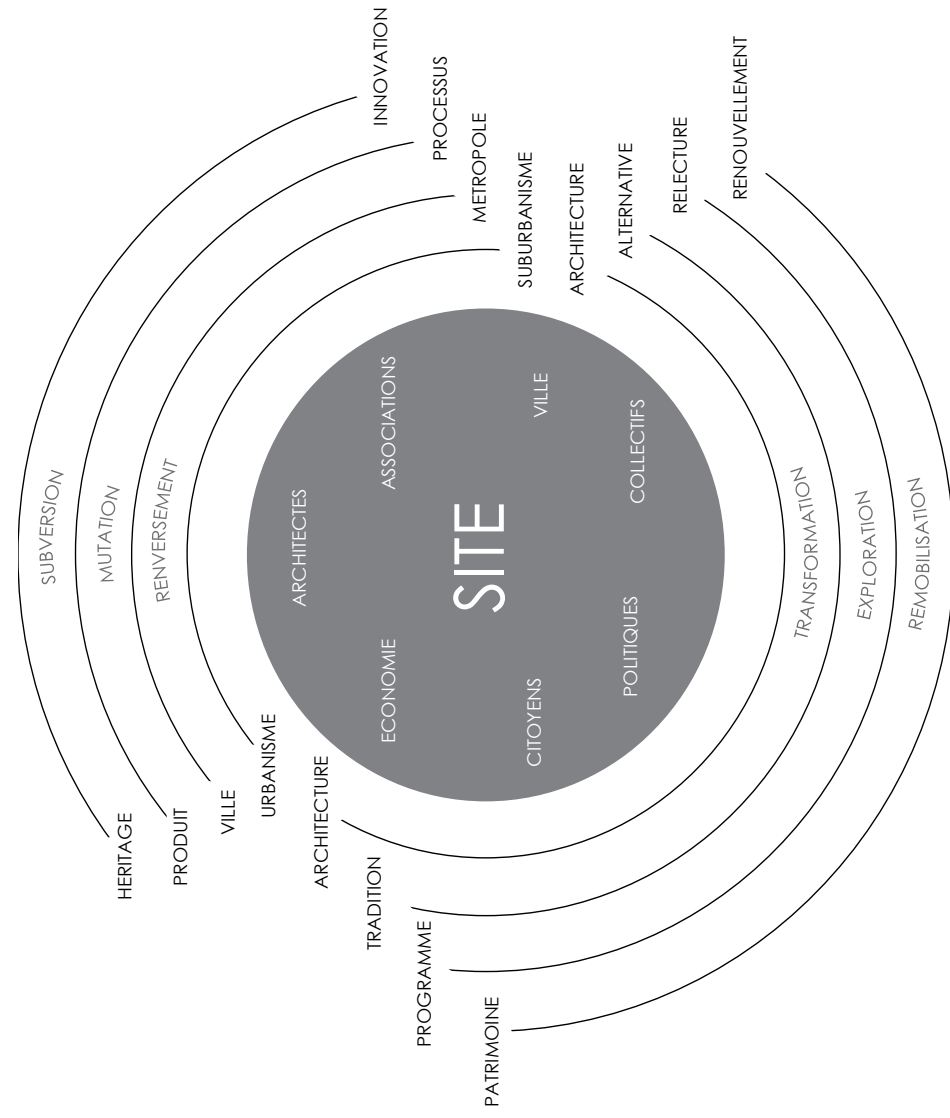 SUBVERSION
MUTATION
HERITAGE
RENVERSEMENT
PRODUIT
VILLE
URBANISME
ARCHITECTES
ARCHITECTURE
TRADITION
INNOVATION
ECONOMIE
ASSOCIATIONS
PROGRAMME
PROCESSUS
PATRIMOINE
SITE
METROPOLE
SUBURBANISME
CITOYENS
VILLE
ARCHITECTURE
ALTERNATIVE
POLITIQUES
COLLECTIFS
RELECTURE
RENOUVELLEMENT
TRANSFORMATION
EXPLORATION
REMOBILISATION